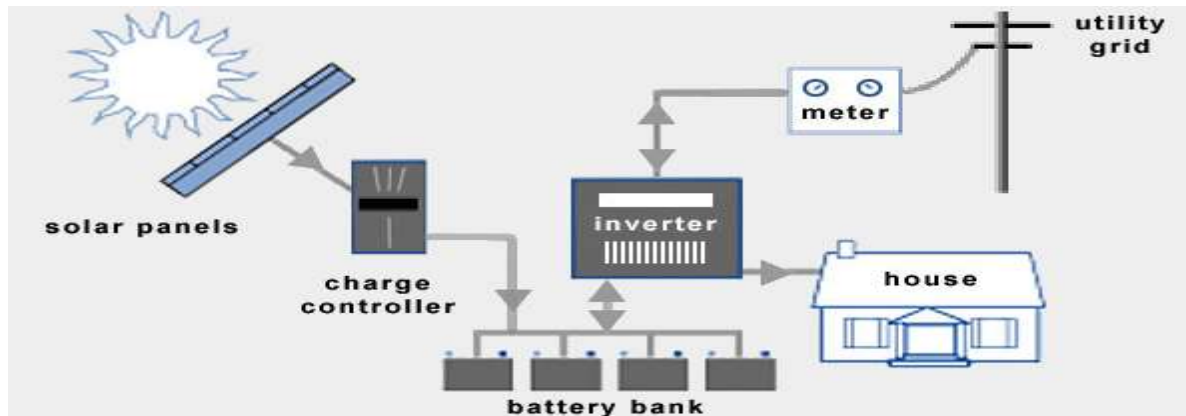 utility
grid
meter
inverter
solar panels
charge
controller
house
battery bank